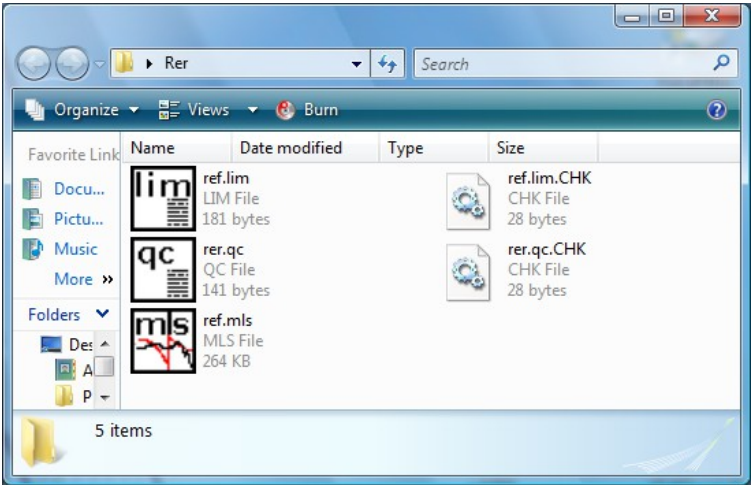 Rer
Search
Organize
Views
Burn
Favorite Link
Name
Date modified
Type
Size
Docu...
Pictu...
Music
More »
Folders
Des
A
P
lim
ref.lim
LIM File
181 bytes
ref.lim.CHK
CHK File
28 bytes
qc
rer.qc
QC File
141 bytes
rer.qc.CHK
CHK File
28 bytes
mls
ref.mls
MLS File
264 KB
5 items